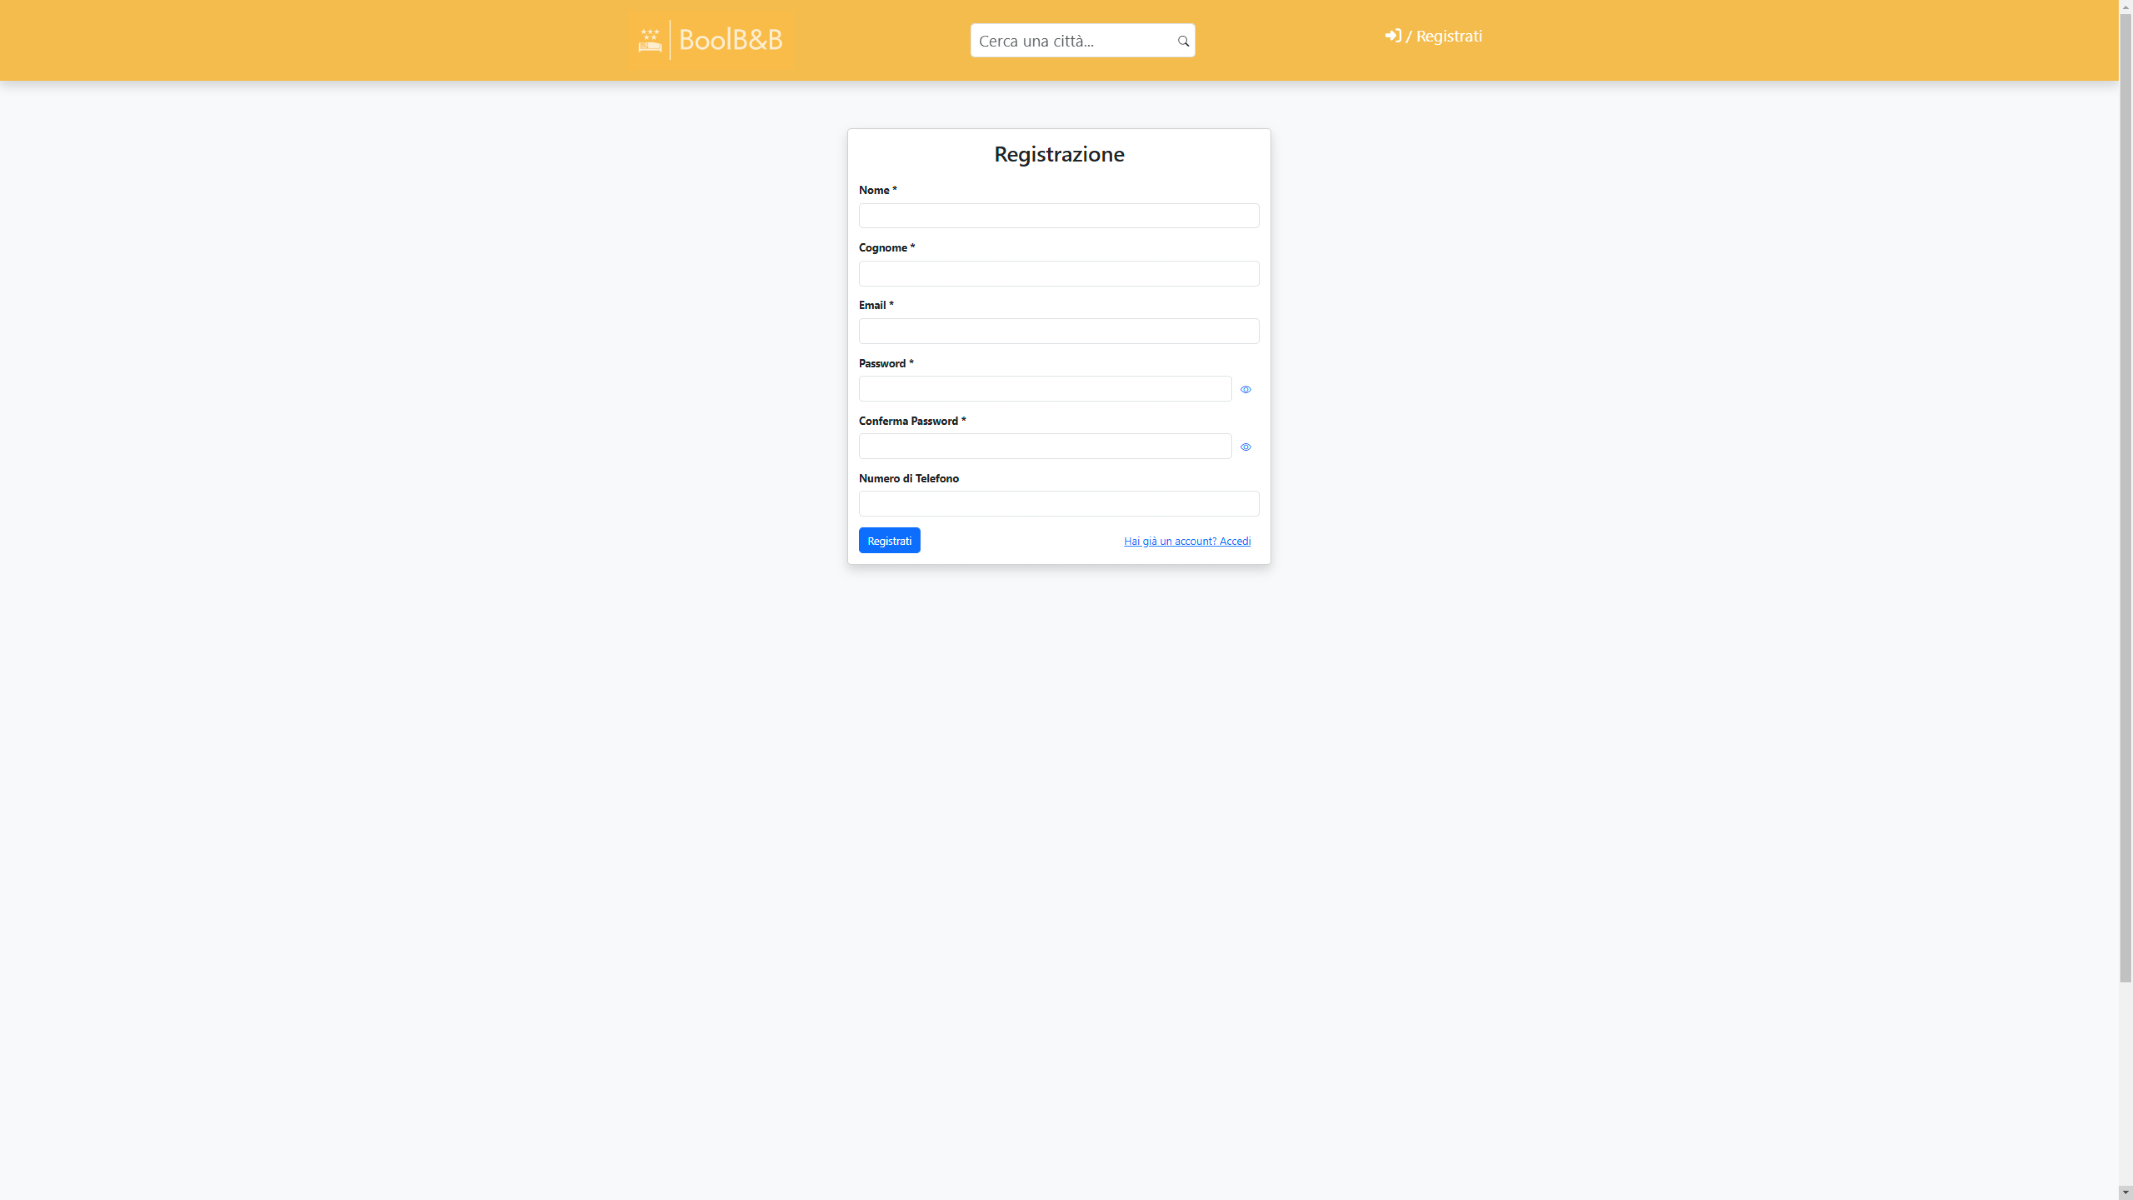 BoolB&B
Cerca una città...
/ Registrati
Registrazione
Nome *
Cognome *
Email *
Password *
Conferma Password *
Numero di Telefono
Registrati
Hai già un account? Accedi